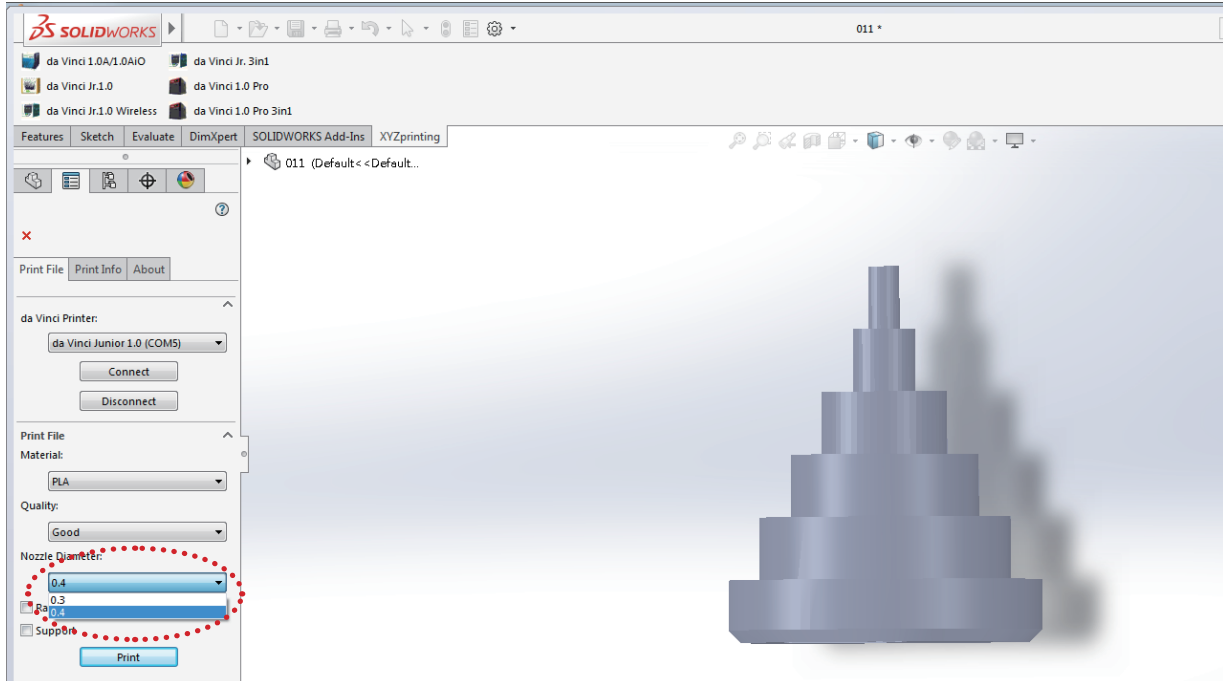 SOLIDWORKS
011 *
da Vinci 1.0A/1.0AiO da Vinci Jr. 3in1
da Vinci Jr.1.0 da Vinci 1.0 Pro
da Vinci Jr.1.0 Wireless da Vinci 1.0 Pro 3in1
Features Sketch Evaluate DimXpert SOLIDWORKS Add-Ins XYZprinting
011 (Default<<Default...
Print File Print Info About
da Vinci Printer:
da Vinci Junior 1.0 (COM5)
Connect
Disconnect
Print File
Material:
PLA
Quality:
Good
Nozzle Diameter:
0.4
0.3
Ra
0.4
Support
Print